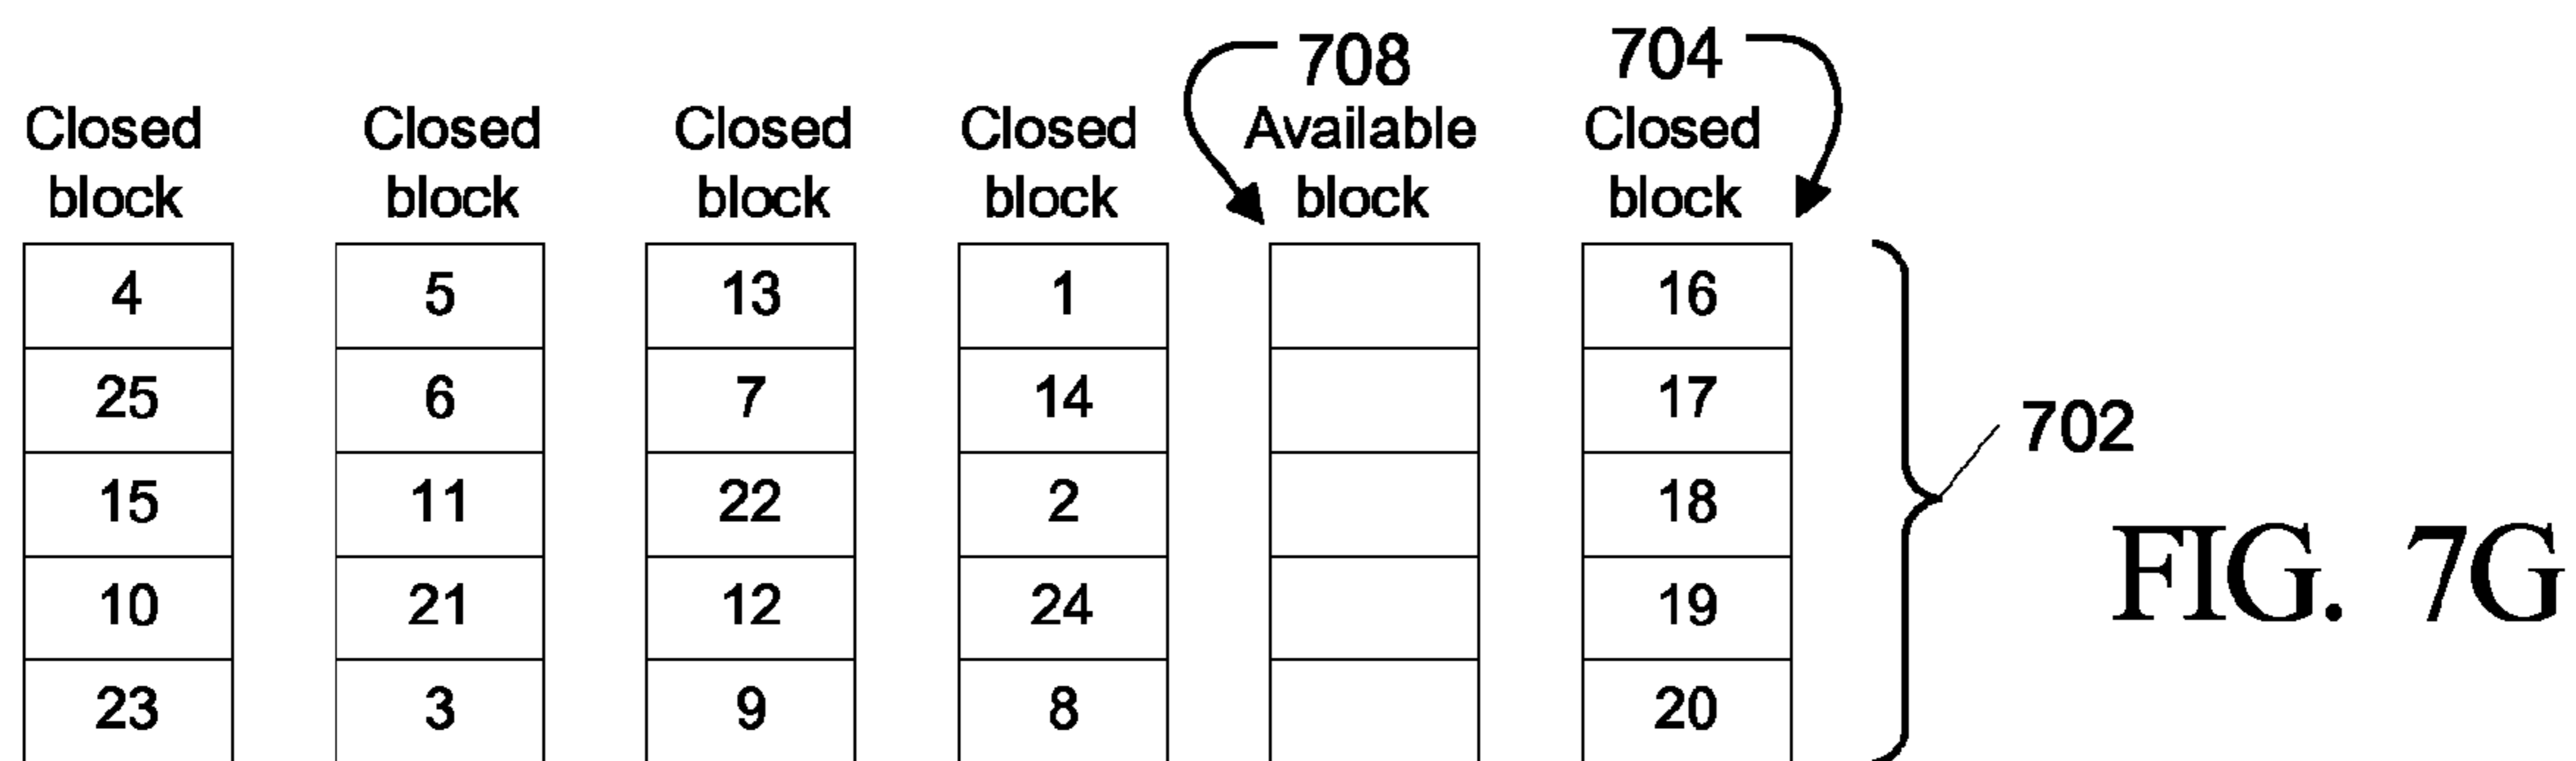 708 704
Closed Closed Closed Closed Available Closed
block block block block block block
4 5 13 1 16
25 6 7 14 17
702
15 11 22 2 18
10 21 12 24 19
FIG. 7G
23 3 9 8 20